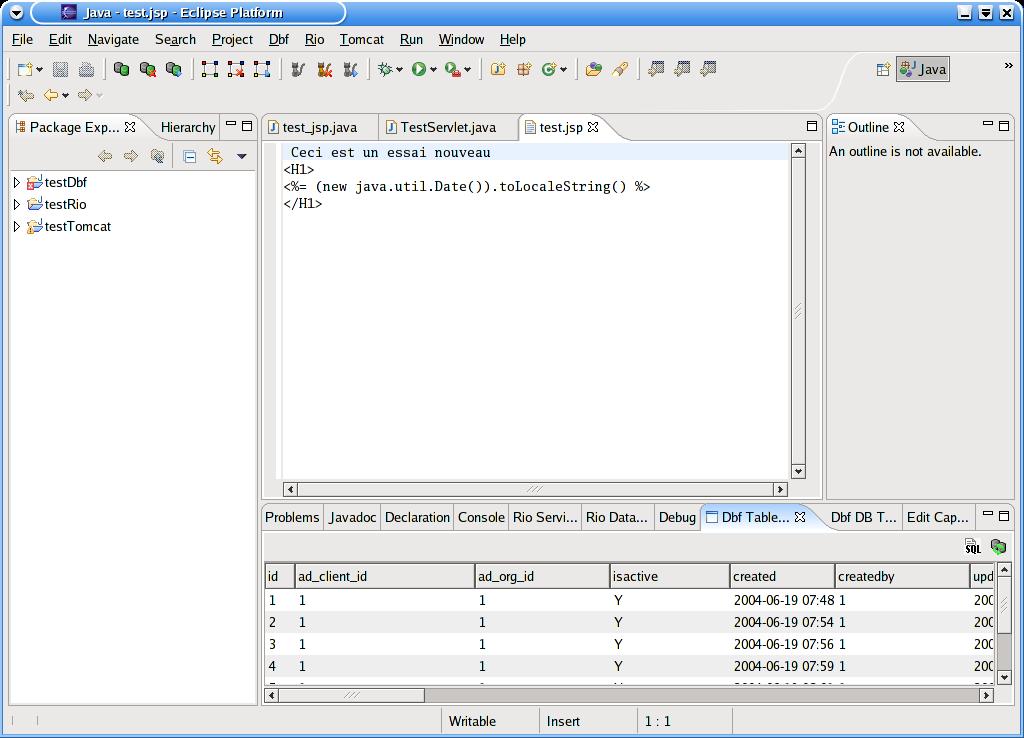 Java - test.jsp - Eclipse Platform
File Edit Navigate Search Project Dbf Rio Tomcat Run Window Help
Java »
Package Exp... Hierarchy
test_jsp.java TestServlet.java test.jsp
Outline
An outline is not available.
testDbf
testRio
testTomcat
Ceci est un essai nouveau
<H1>
<%= (new java.util.Date()).toLocaleString() %>
</H1>
Problems Javadoc Declaration Console Rio Servi... Rio Data... Debug Dbf Table... Dbf DB T... Edit Cap...
SQL
id ad_client_id ad_org_id isactive created createdby upd
1 1 1 Y 2004-06-19 07:48 1 200
2 1 1 Y 2004-06-19 07:54 1 200
3 1 1 Y 2004-06-19 07:56 1 200
4 1 1 Y 2004-06-19 07:59 1 200
Writable Insert 1 : 1